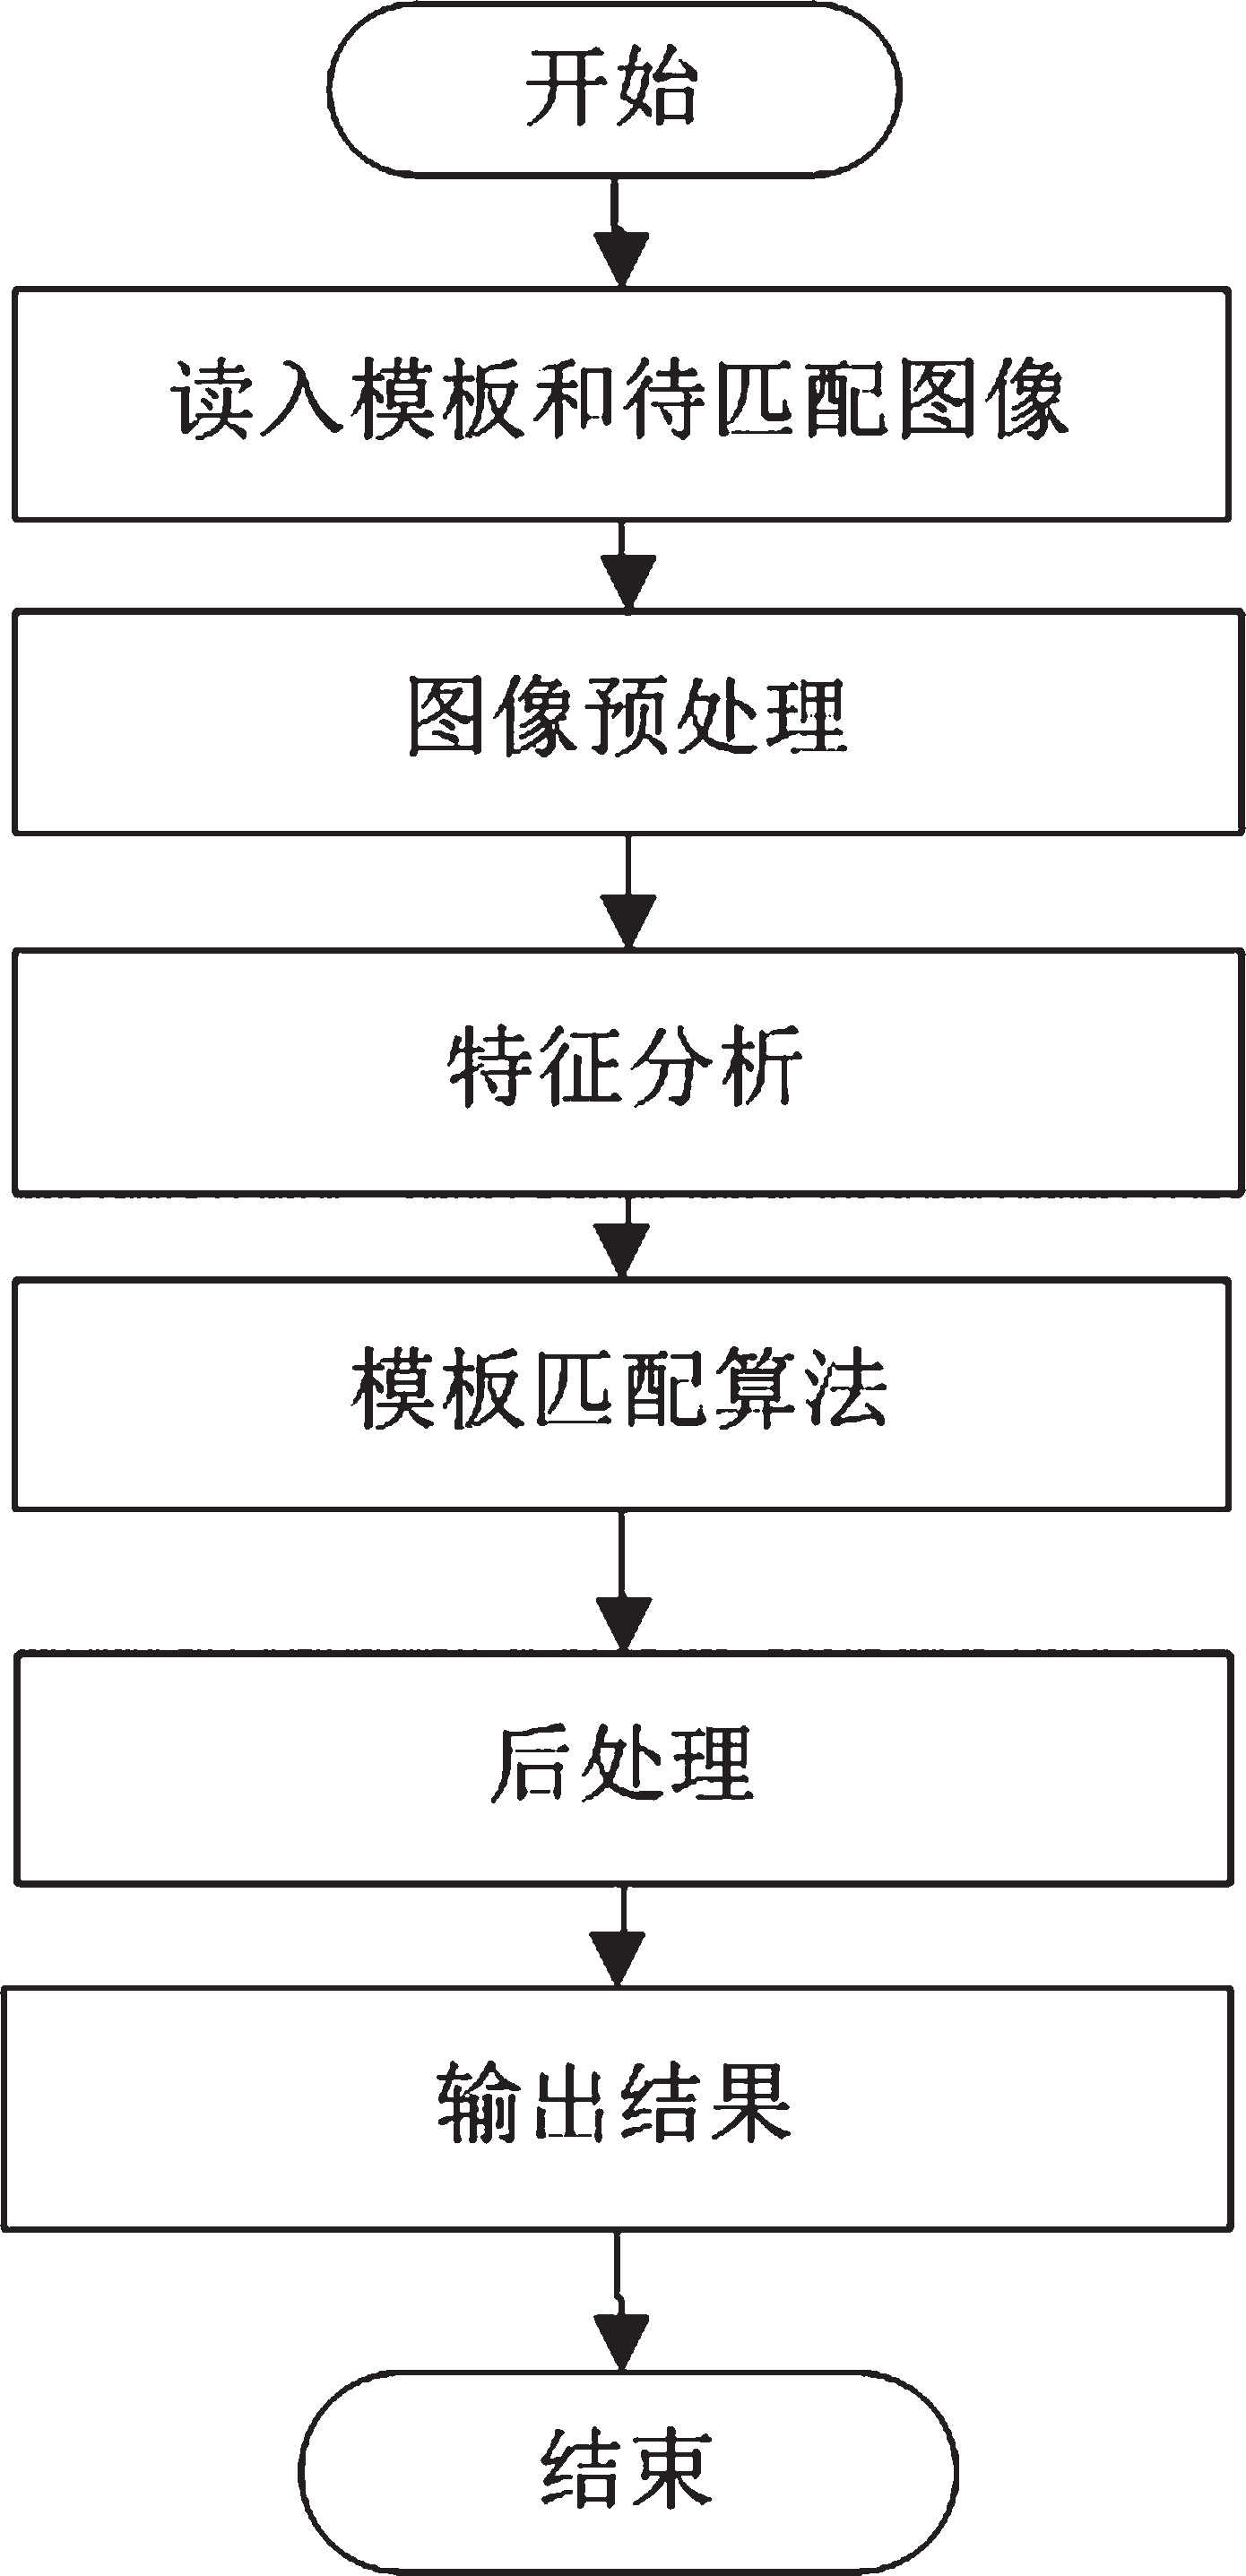 开始
读入模板和待匹配图像
图像预处理
特征分析
模板匹配算法
后处理
输出结果
结束